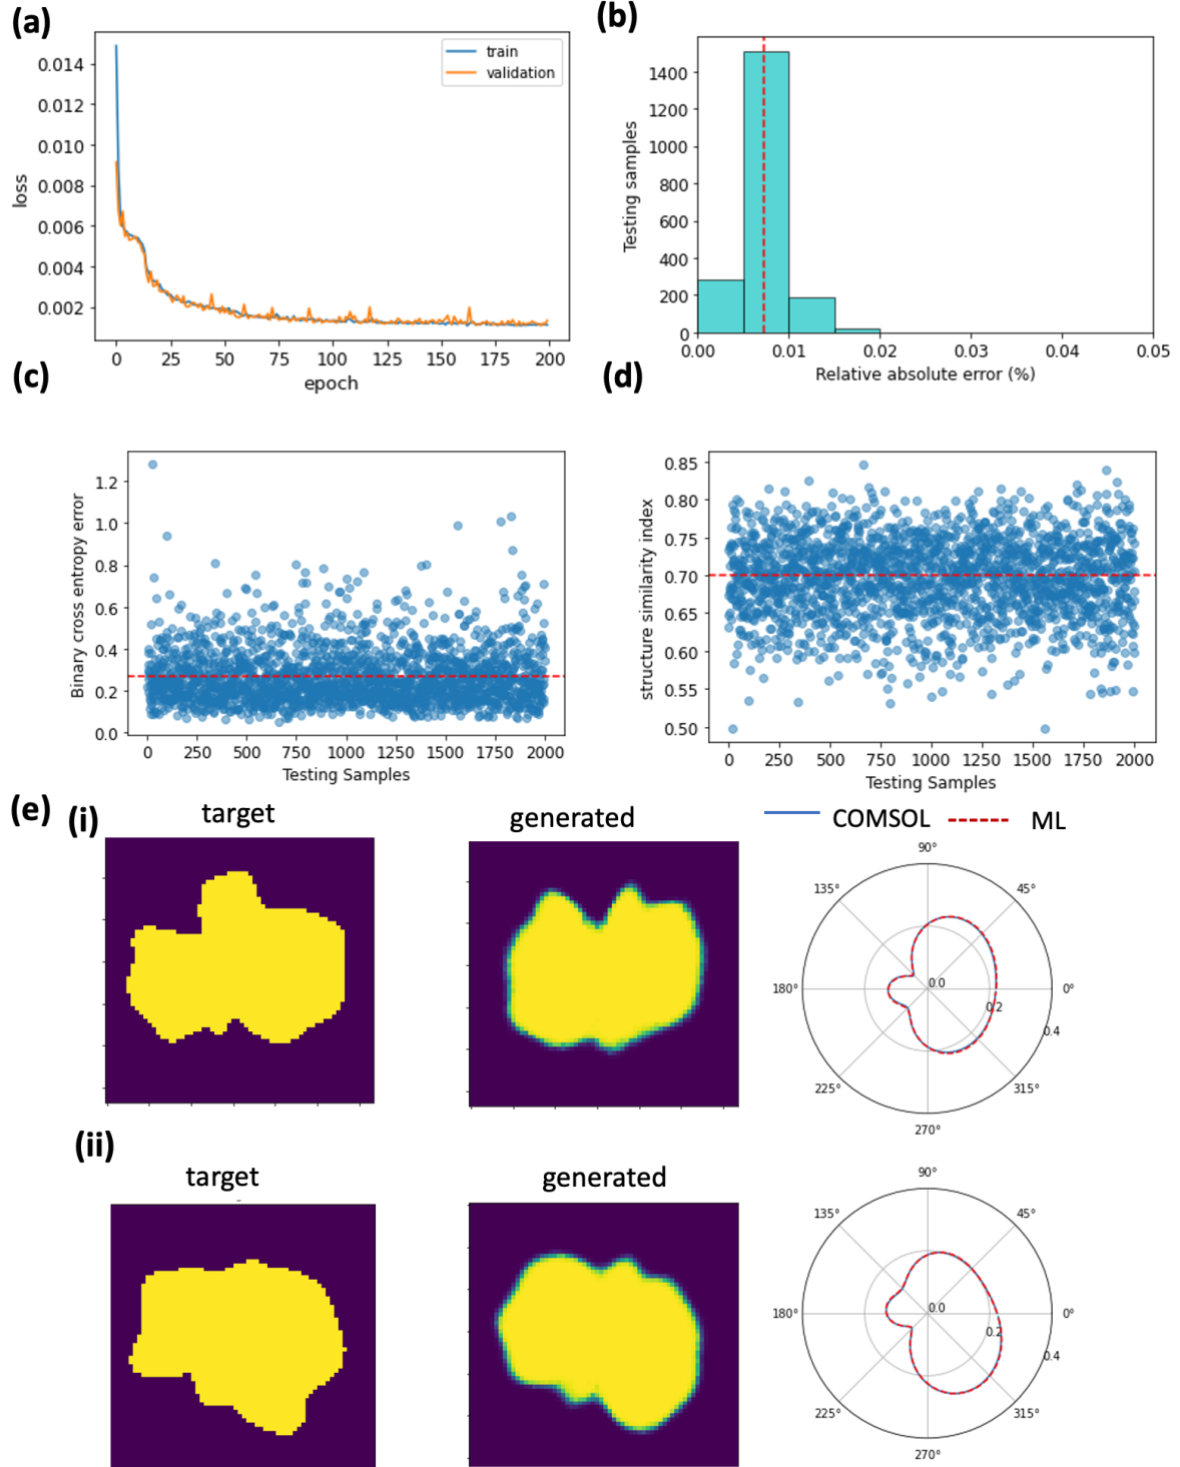 (a)
train
validation
0.014
0.012
0.010
0.008
0.006
0.004
0.002
loss
0 25 50 75 100 125 150 175 200
epoch
(b)
1400
1200
1000
800
600
400
200
0
Testing samples
0.00 0.01 0.02 0.03 0.04 0.05
Relative absolute error (%)
(c)
1.2
1.0
0.8
0.6
0.4
0.2
0.0
Binary cross entropy error
0 250 500 750 1000 1250 1500 1750 2000
Testing Samples
(d)
0.85
0.80
0.75
0.70
0.65
0.60
0.55
0.50
structure similarity index
0 250 500 750 1000 1250 1500 1750 2000
Testing Samples
(e)
(i)
target
generated
COMSOL
ML
90°
135° 45°
180° 0.0 0°
0.2
0.4
225° 315°
270°
(ii)
target
generated
90°
135° 45°
180° 0.0 0°
0.2
0.4
225° 315°
270°